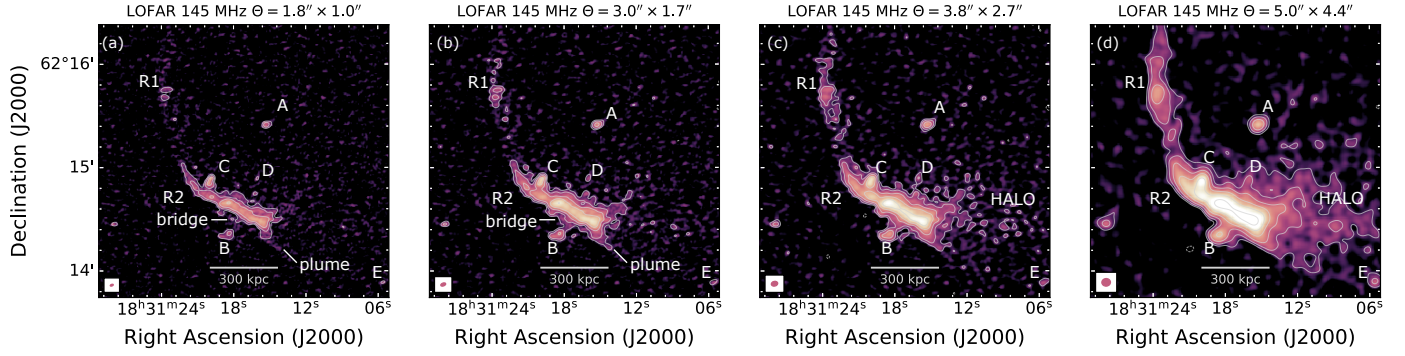 LOFAR 145 MHz Θ = 1.8″ × 1.0″
(a)
R1
A
C
D
R2
bridge
B
plume
300 kpc
E
62°16'
15'
14'
Declination (J2000)
18ʰ31ᵐ24ˢ
18ˢ
12ˢ
06ˢ
Right Ascension (J2000)
LOFAR 145 MHz Θ = 3.0″ × 1.7″
(b)
R1
A
C
D
R2
bridge
B
plume
300 kpc
E
18ʰ31ᵐ24ˢ
18ˢ
12ˢ
06ˢ
Right Ascension (J2000)
LOFAR 145 MHz Θ = 3.8″ × 2.7″
(c)
R1
A
C
D
R2
HALO
B
300 kpc
E
18ʰ31ᵐ24ˢ
18ˢ
12ˢ
06ˢ
Right Ascension (J2000)
LOFAR 145 MHz Θ = 5.0″ × 4.4″
(d)
R1
A
C
D
R2
HALO
B
300 kpc
E
18ʰ31ᵐ24ˢ
18ˢ
12ˢ
06ˢ
Right Ascension (J2000)